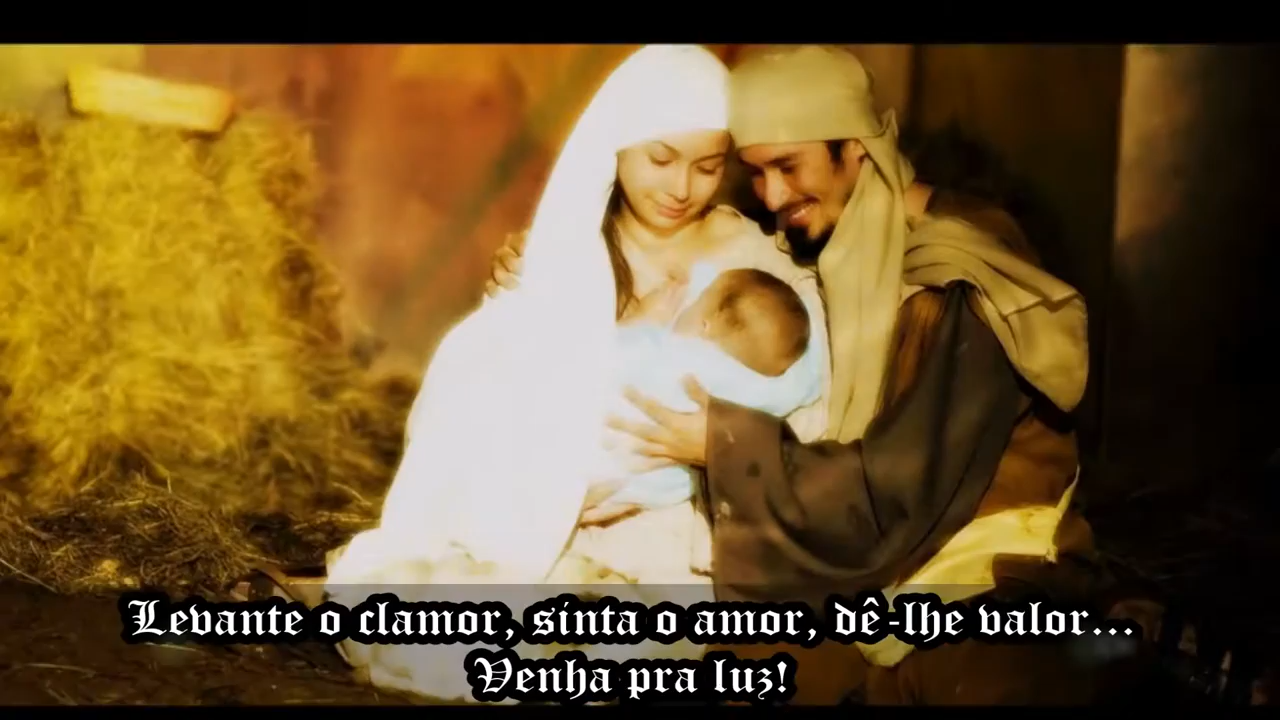 Levante o clamor, sinta o amor, dê-lhe valor...
Venha pra luz!